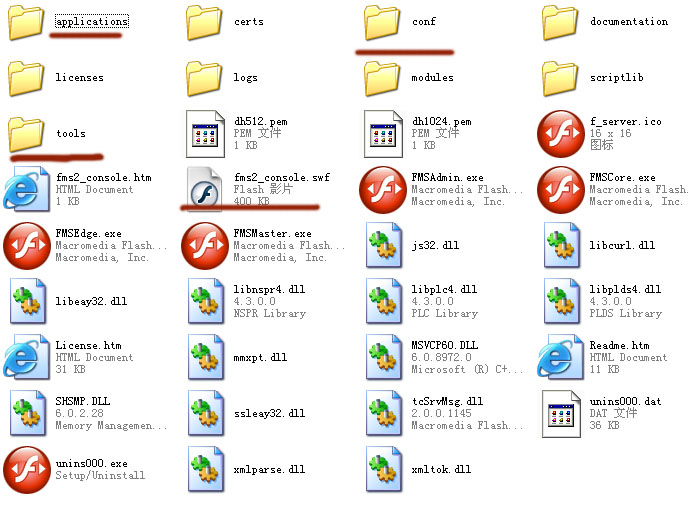 applications
certs
conf
documentation
licenses
logs
modules
scriptlib
tools
dh512.pem
PEM 文件
1 KB
dh1024.pem
PEM 文件
1 KB
f_server.ico
16 x 16
图标
fms2_console.htm
HTML Document
1 KB
fms2_console.swf
Flash 影片
400 KB
FMSAdmin.exe
Macromedia Flash...
Macromedia, Inc.
FMSCore.exe
Macromedia Flash...
Macromedia, Inc.
FMSEdge.exe
Macromedia Flash...
Macromedia, Inc.
FMSMaster.exe
Macromedia Flash...
Macromedia, Inc.
js32.dll
libcurl.dll
libeay32.dll
libnspr4.dll
4.3.0.0
NSPR Library
libplc4.dll
4.3.0.0
PLC Library
libplds4.dll
4.3.0.0
PLDS Library
License.htm
HTML Document
31 KB
mmxpt.dll
MSVCP60.DLL
6.0.8972.0
Microsoft (R) C+...
Readme.htm
HTML Document
11 KB
SHSMP.DLL
6.0.2.28
Memory Managemen...
ssleay32.dll
tcSrvMsg.dll
2.0.0.1145
Macromedia Flash...
unins000.dat
DAT 文件
36 KB
unins000.exe
Setup/Uninstall
xmlparse.dll
xmltok.dll